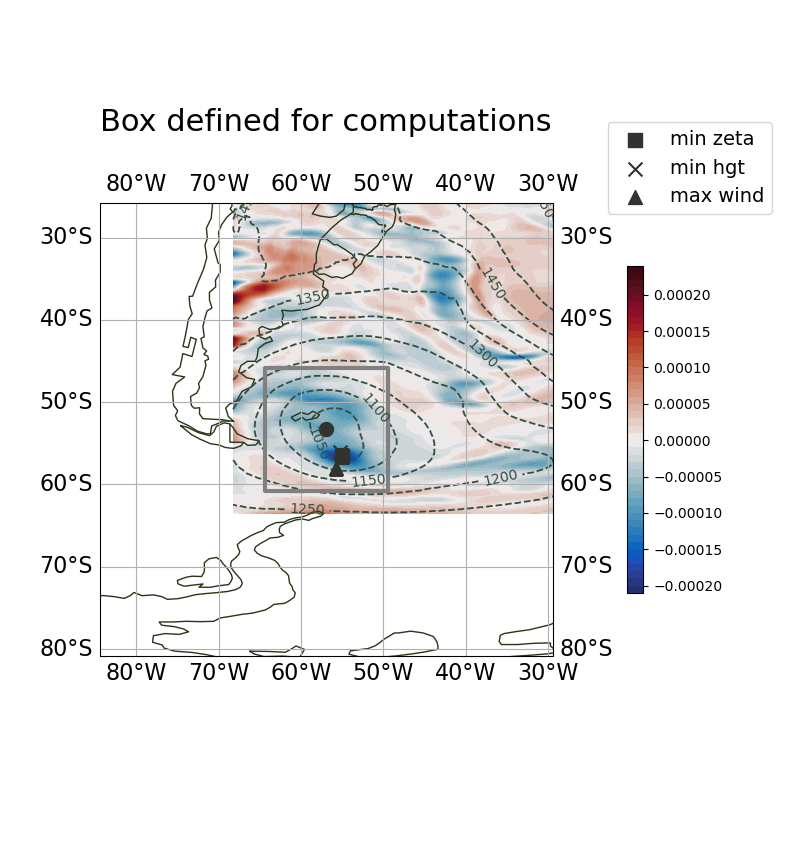 Box defined for computations
min zeta
min hgt
max wind
80°W 70°W 60°W 50°W 40°W 30°W
30°S 30°S
40°S 40°S
50°S 50°S
60°S 60°S
70°S 70°S
80°S 80°S
80°W 70°W 60°W 50°W 40°W 30°W
1450
1350
1300
1100
1050
1150
1200
1250
0.00020
0.00015
0.00010
0.00005
0.00000
−0.00005
−0.00010
−0.00015
−0.00020